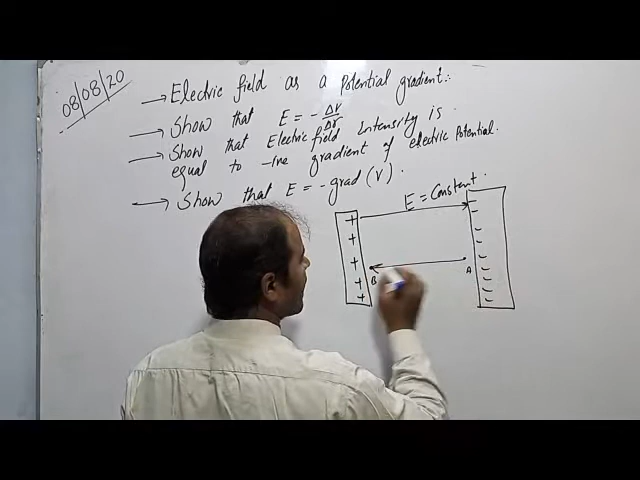 08/08/20
→ Electric field as a Potential gradient:.
→ Show that E = - ΔV/Δr
→ Show that Electric field Intensity is
equal to -ive gradient of electric Potential.
→ Show that E = - grad (V).
E = Constant.
+ -
+ -
+ -
+ -
+ -
B A